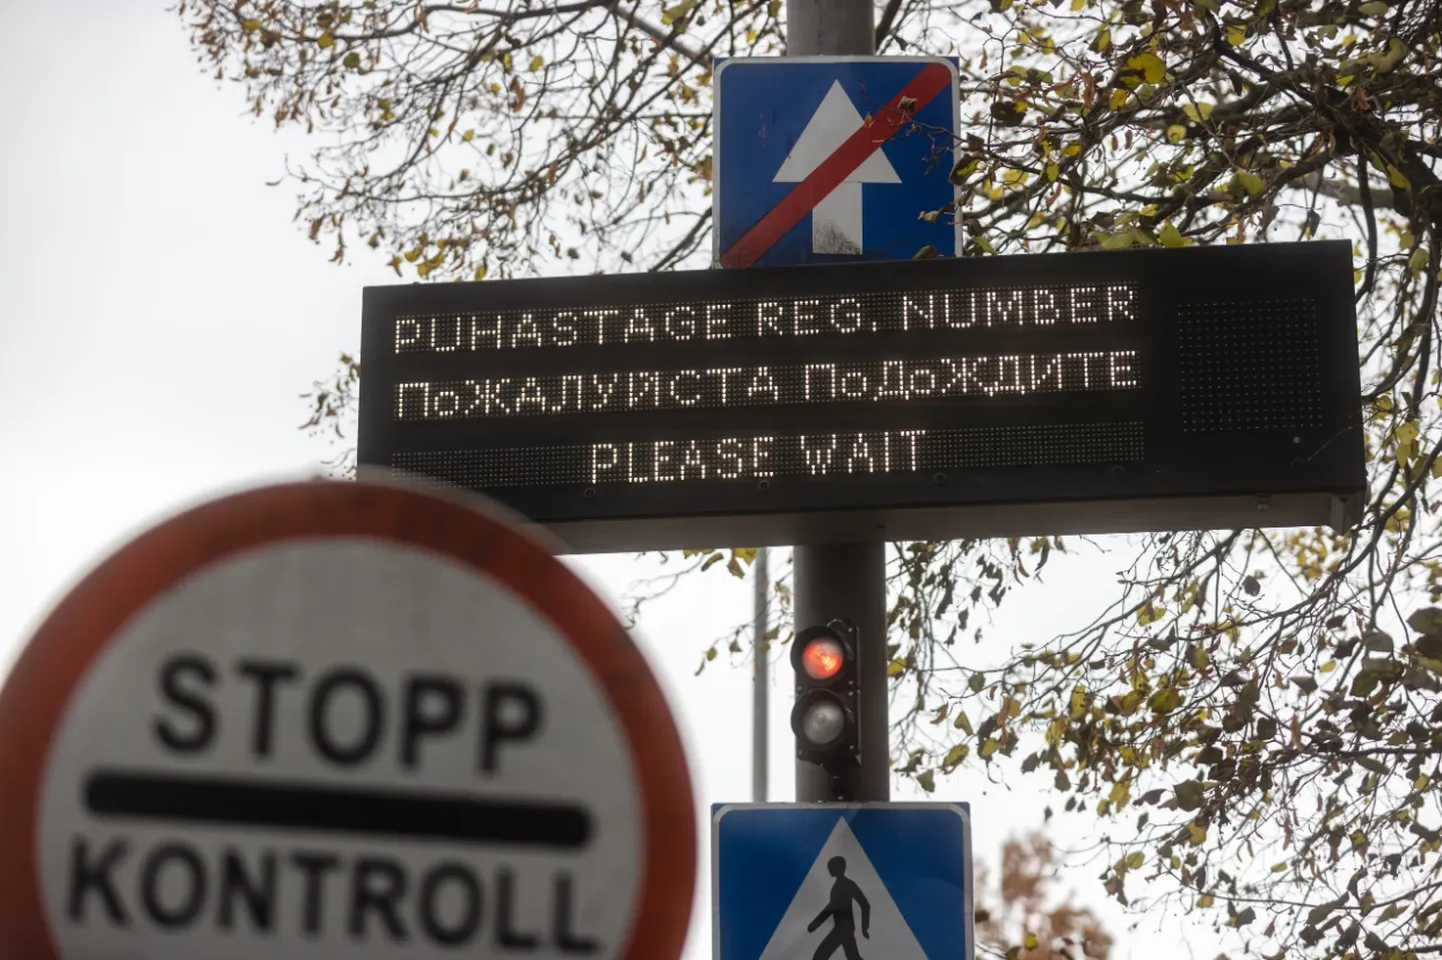 PUHASTAGE REG. NUMBER
ПоЖАЛУЙСТА ПоДоЖДИТЕ
PLEASE WAIT
STOPP
KONTROLL